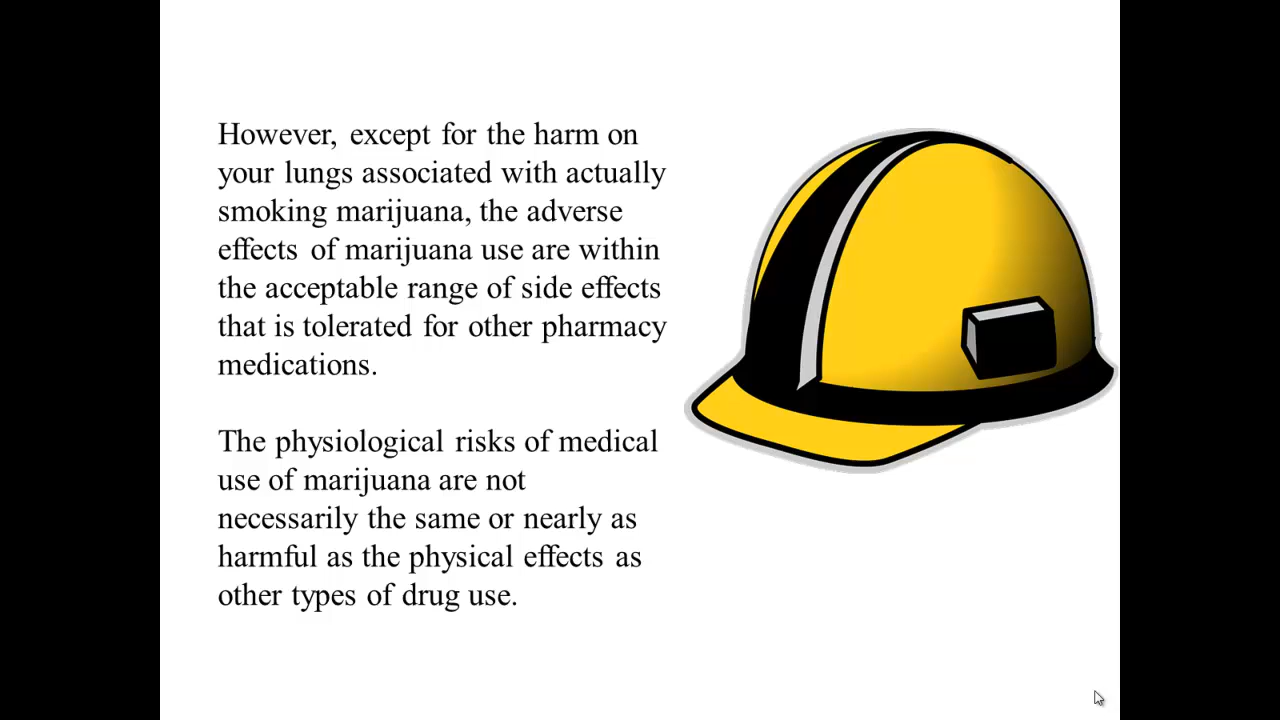 However, except for the harm on
your lungs associated with actually
smoking marijuana, the adverse
effects of marijuana use are within
the acceptable range of side effects
that is tolerated for other pharmacy
medications.
The physiological risks of medical
use of marijuana are not
necessarily the same or nearly as
harmful as the physical effects as
other types of drug use.